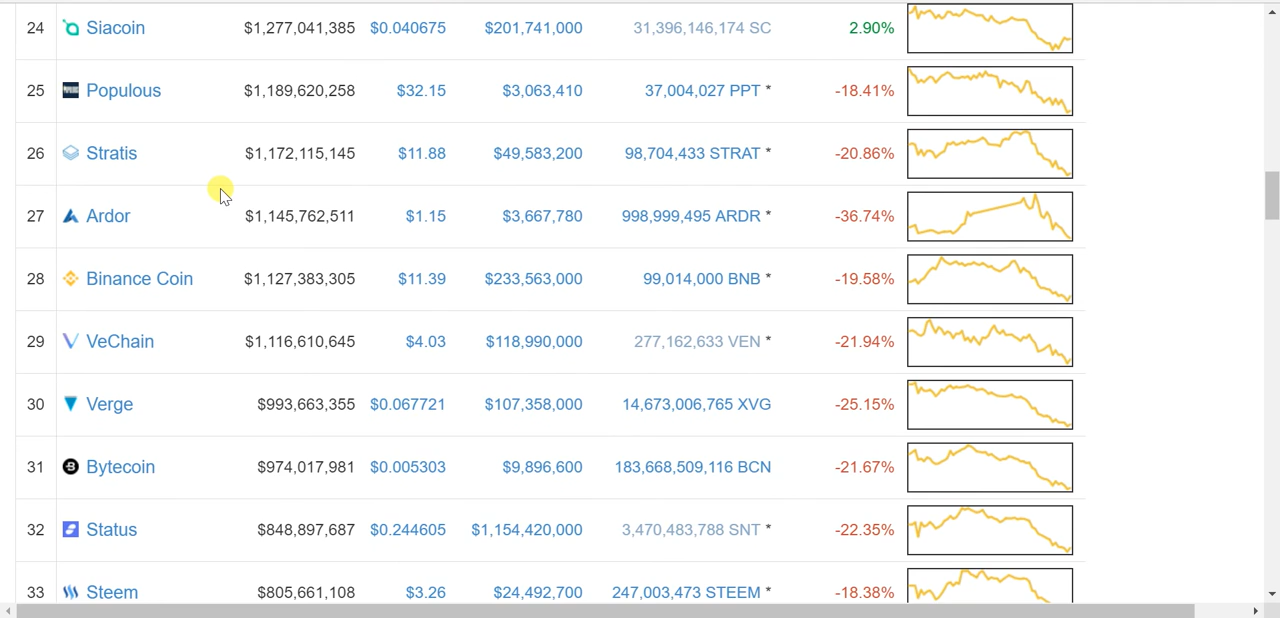 24 Siacoin $1,277,041,385 $0.040675 $201,741,000 31,396,146,174 SC 2.90%
25 Populous $1,189,620,258 $32.15 $3,063,410 37,004,027 PPT * -18.41%
26 Stratis $1,172,115,145 $11.88 $49,583,200 98,704,433 STRAT * -20.86%
27 Ardor $1,145,762,511 $1.15 $3,667,780 998,999,495 ARDR * -36.74%
28 Binance Coin $1,127,383,305 $11.39 $233,563,000 99,014,000 BNB * -19.58%
29 VeChain $1,116,610,645 $4.03 $118,990,000 277,162,633 VEN * -21.94%
30 Verge $993,663,355 $0.067721 $107,358,000 14,673,006,765 XVG -25.15%
31 Bytecoin $974,017,981 $0.005303 $9,896,600 183,668,509,116 BCN -21.67%
32 Status $848,897,687 $0.244605 $1,154,420,000 3,470,483,788 SNT * -22.35%
33 Steem $805,661,108 $3.26 $24,492,700 247,003,473 STEEM * -18.38%